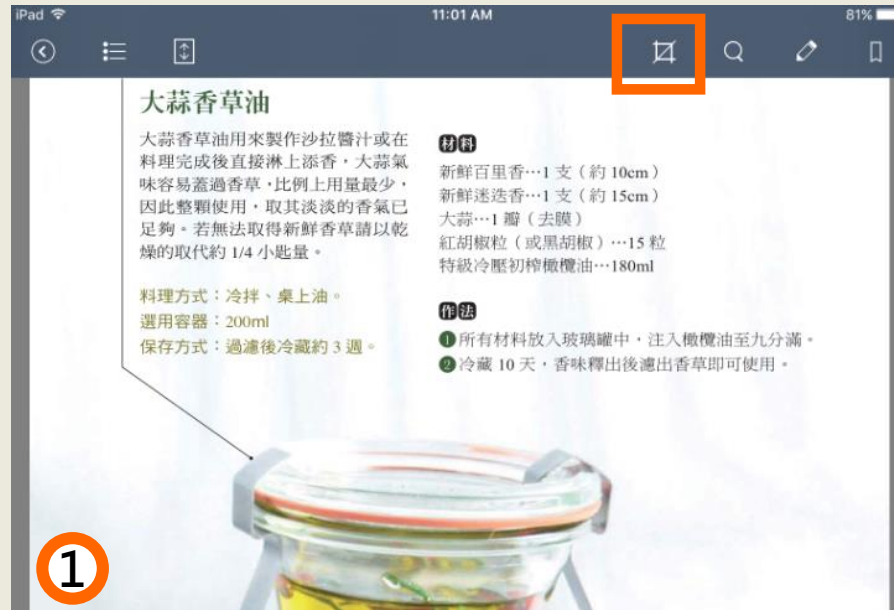 iPad
11:01 AM
81%
大蒜香草油
大蒜香草油用來製作沙拉醬汁或在
料理完成後直接淋上添香，大蒜氣
味容易蓋過香草，比例上用量最少，
因此整顆使用，取其淡淡的香氣已
足夠。若無法取得新鮮香草請以乾
燥的取代約 1/4 小匙量。
料理方式：冷拌、桌上油。
選用容器：200ml
保存方式：過濾後冷藏約 3 週。
材料
新鮮百里香…1 支（約 10cm）
新鮮迷迭香…1 支（約 15cm）
大蒜…1 瓣（去膜）
紅胡椒粒（或黑胡椒）…15 粒
特級冷壓初榨橄欖油…180ml
作法
❶所有材料放入玻璃罐中，注入橄欖油至九分滿。
❷冷藏 10 天，香味釋出後濾出香草即可使用。
1